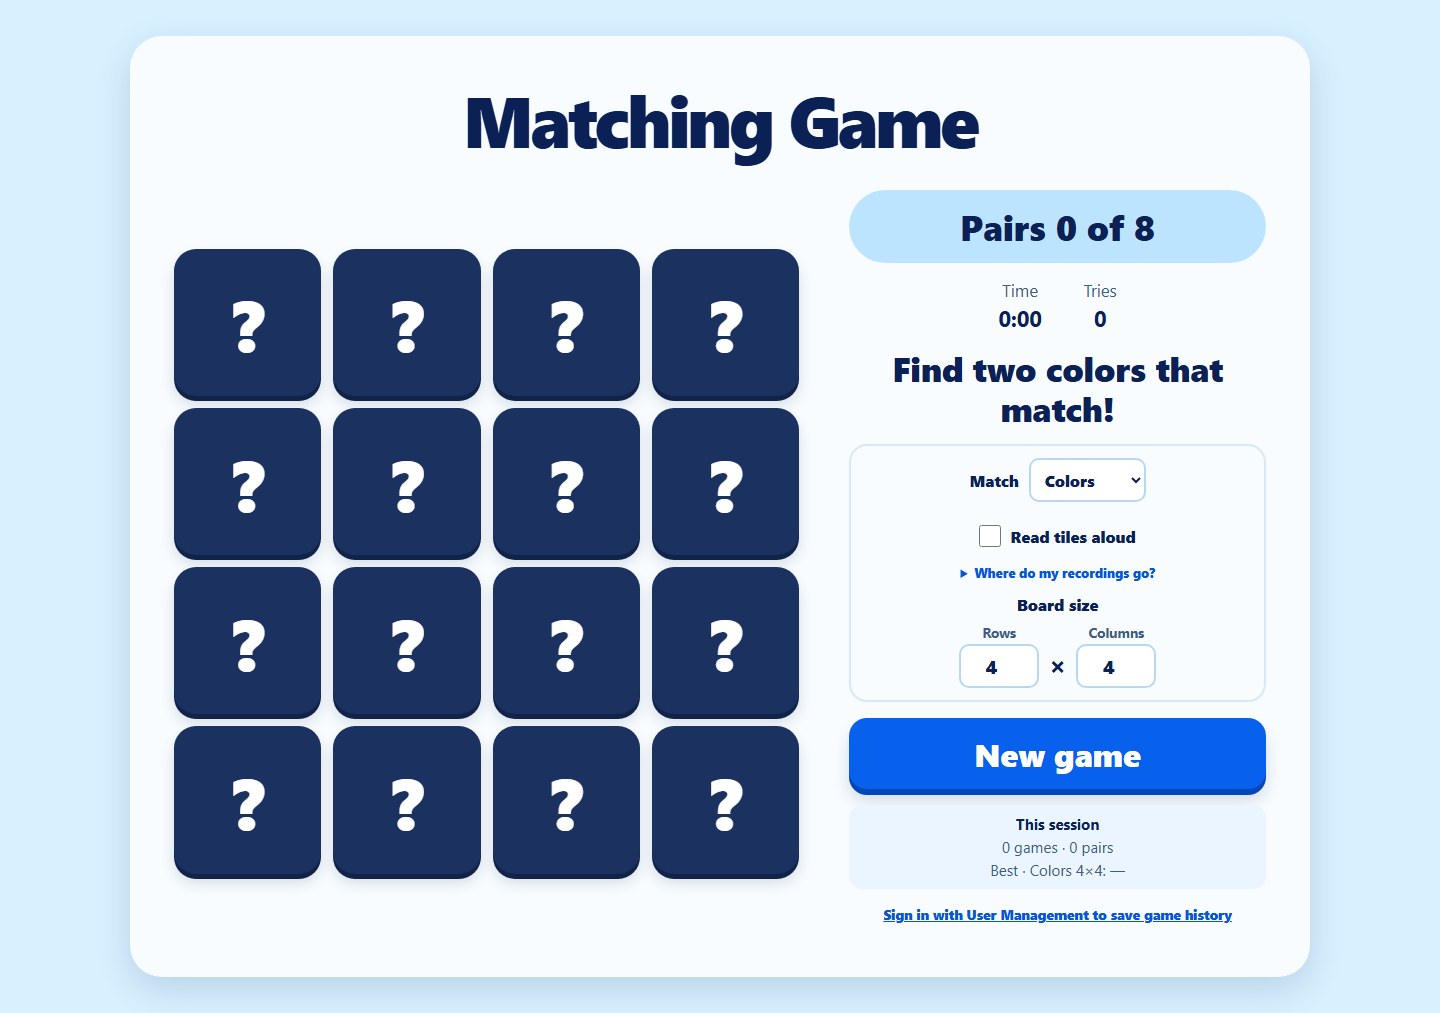 Matching Game
? ? ? ?
? ? ? ?
? ? ? ?
? ? ? ?
Pairs 0 of 8
Time Tries
0:00 0
Find two colors that
match!
Match Colors
Read tiles aloud
Where do my recordings go?
Board size
Rows Columns
4 × 4
New game
This session
0 games · 0 pairs
Best · Colors 4×4: —
Sign in with User Management to save game history